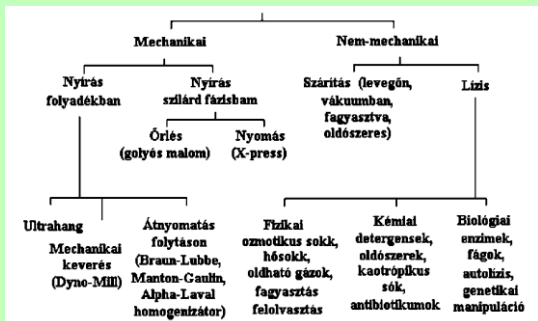 Mechanikai
Nem-mechanikai
Nyírás
folyadékban
Nyírás
szilárd fázisbam
Szárítás (levegőn,
vákuumban,
fagyasztva,
oldószeres)
Lízis
Őrlés
(golyós malom)
Nyomás
(X-press)
Ultrahang
Mechanikai
keverés
(Dyno-Mill)
Átnyomatás
folytáson
(Braun-Lubbe,
Manton-Gaulin,
Alpha-Laval
homogenizátor)
Fizikai
ozmotikus sokk,
hősokk,
oldható gázok,
fagyasztás
felolvasztás
Kémiai
detergensek,
oldószerek,
kaotrópikus
sók,
antibiotikumok
Biológiai
enzimek,
fágok,
autolízis,
genetikai
manipuláció